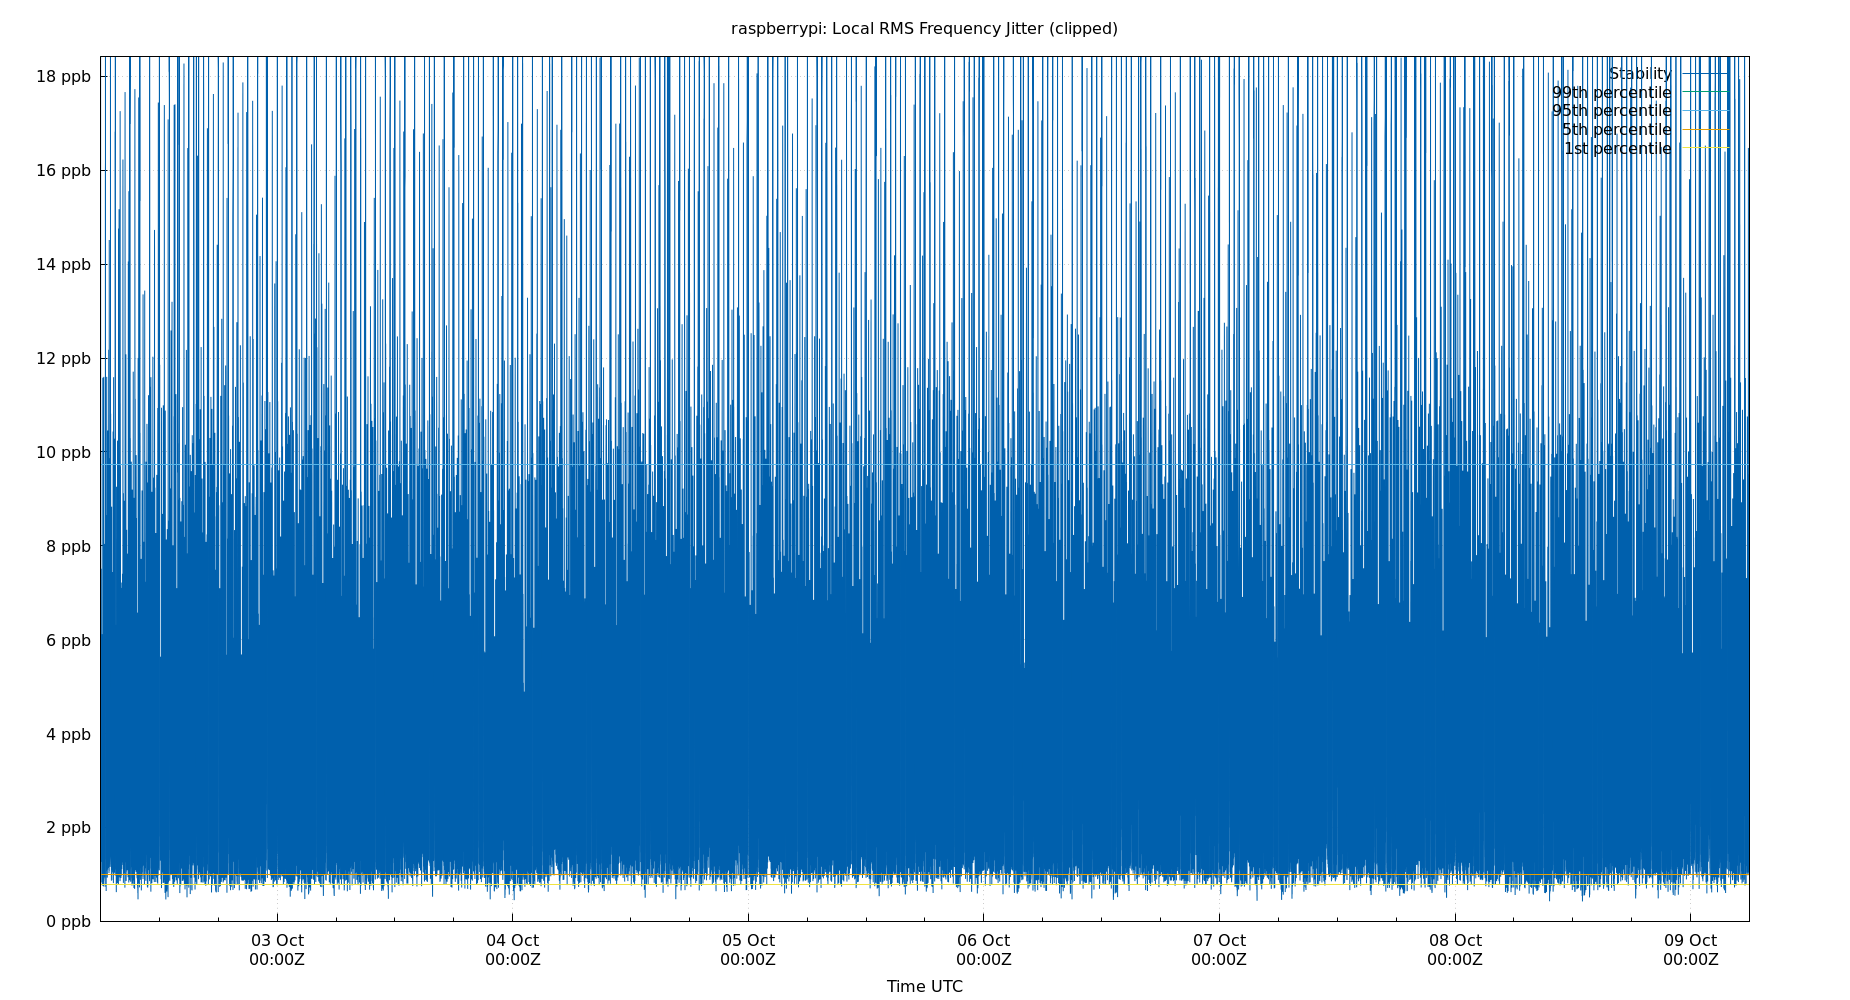 raspberrypi: Local RMS Frequency Jitter (clipped)
18 ppb
16 ppb
14 ppb
12 ppb
10 ppb
8 ppb
6 ppb
4 ppb
2 ppb
0 ppb
Stability
99th percentile
95th percentile
5th percentile
1st percentile
03 Oct
00:00Z
04 Oct
00:00Z
05 Oct
00:00Z
06 Oct
00:00Z
07 Oct
00:00Z
08 Oct
00:00Z
09 Oct
00:00Z
Time UTC